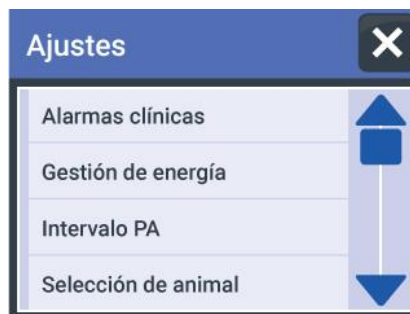 Ajustes
Alarmas clínicas
Gestión de energía
Intervalo PA
Selección de animal